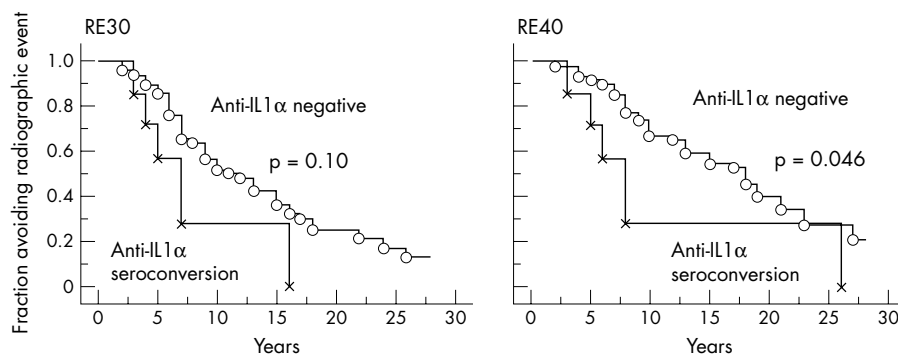 RE30
Fraction avoiding radiographic event
1.0
0.8
0.6
0.4
0.2
0
Anti-IL1α negative
p = 0.10
Anti-IL1α
seroconversion
0 5 10 15 20 25 30
Years
RE40
Anti-IL1α negative
p = 0.046
Anti-IL1α
seroconversion
0 5 10 15 20 25 30
Years